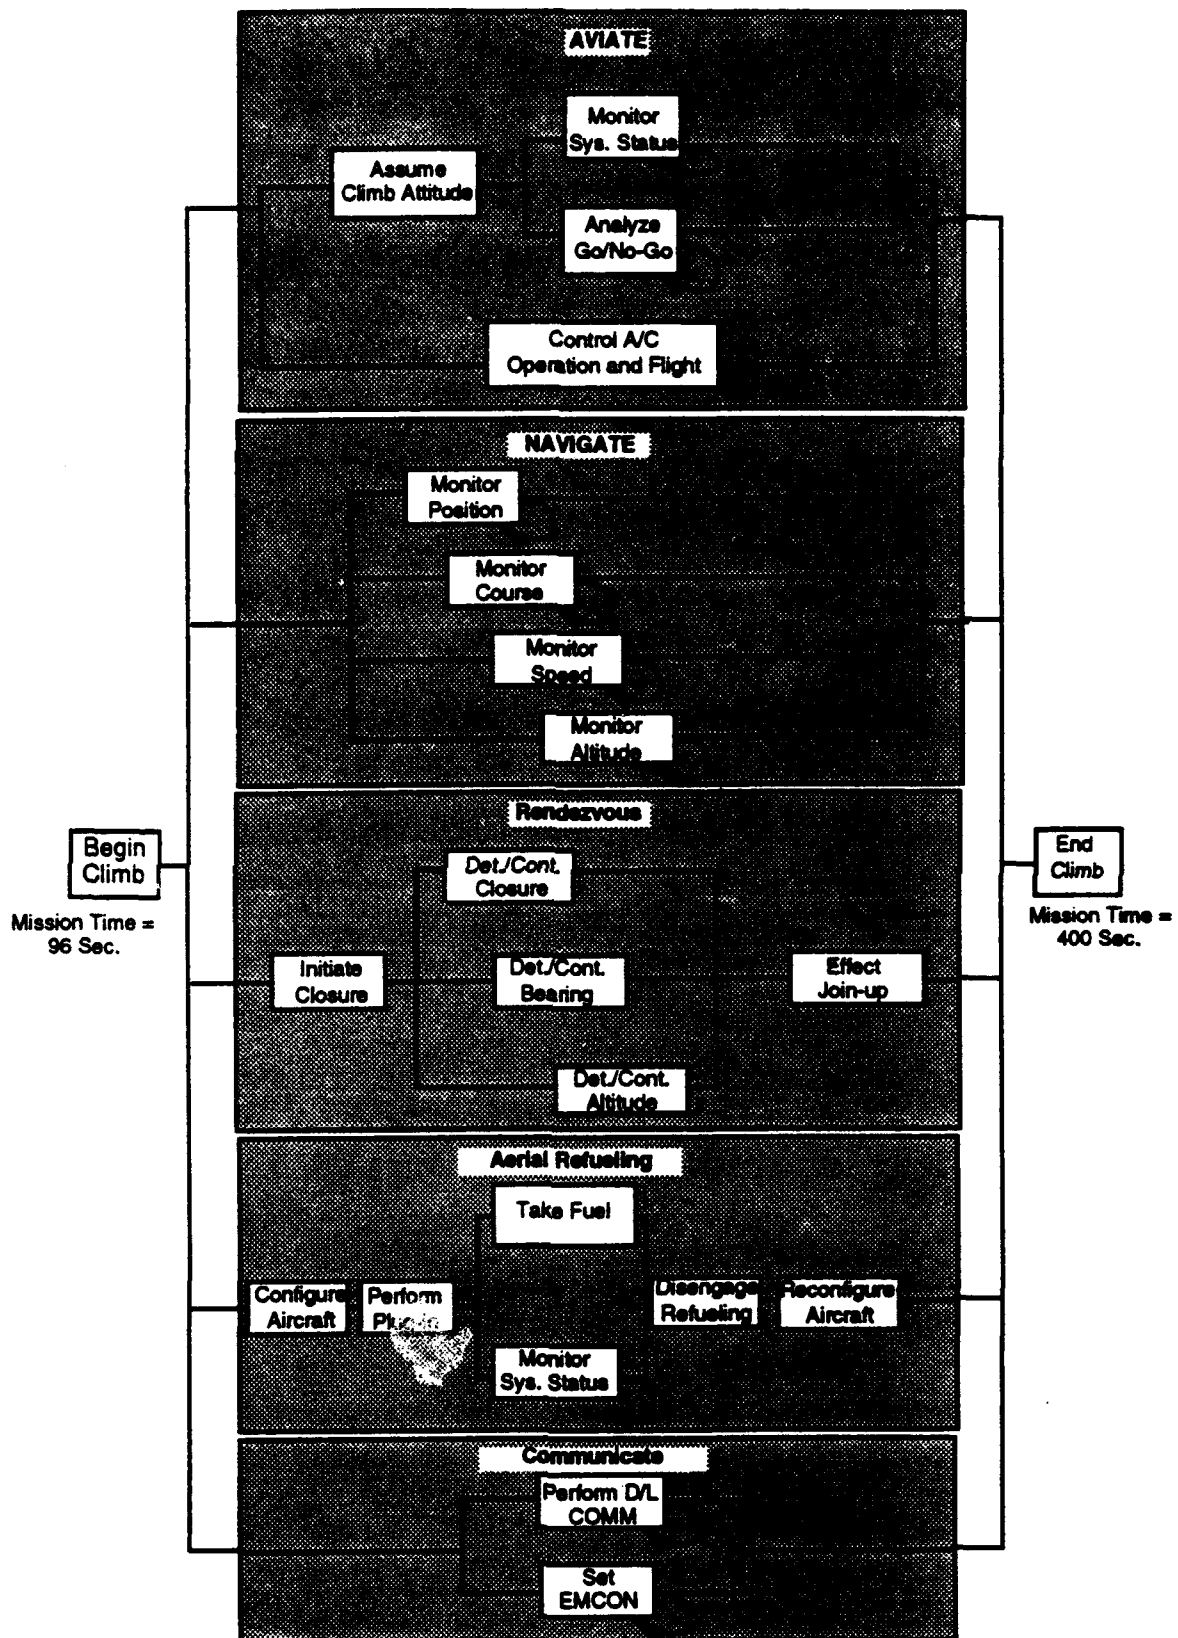 AVIATE
Monitor
Sys. Status
Assume
Climb Attitude
Analyze
Go/No-Go
Control A/C
Operation and Flight
NAVIGATE
Monitor
Position
Monitor
Course
Monitor
Speed
Monitor
Altitude
Begin
Climb
Mission Time =
96 Sec.
Rendezvous
Det./Cont.
Closure
Initiate
Closure
Det./Cont.
Bearing
Effect
Join-up
Det./Cont.
Altitude
End
Climb
Mission Time =
400 Sec.
Aerial Refueling
Take Fuel
Configure
Aircraft
Perform
Plug-in
Monitor
Sys. Status
Disengage
Refueling
Reconfigure
Aircraft
Communicate
Perform D/L
COMM
Set
EMCON